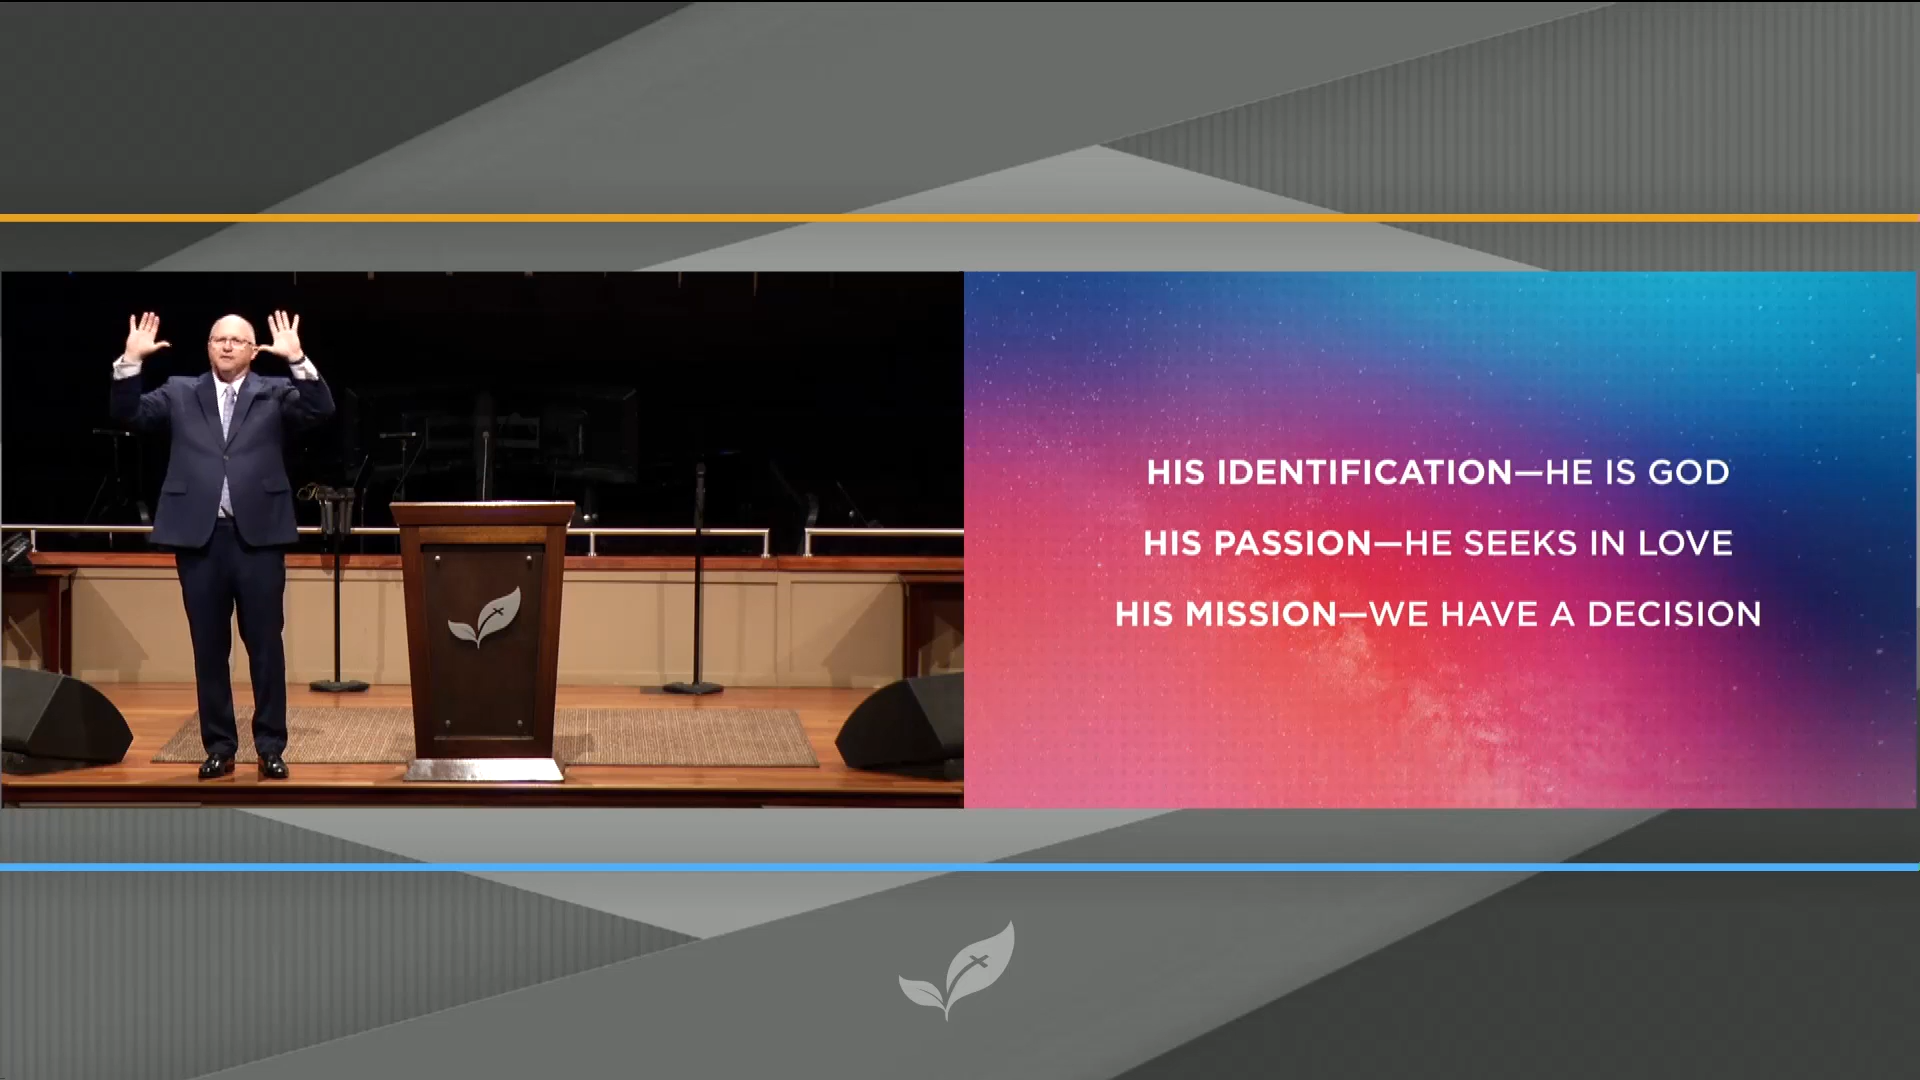 HIS IDENTIFICATION—HE IS GOD
HIS PASSION—HE SEEKS IN LOVE
HIS MISSION—WE HAVE A DECISION